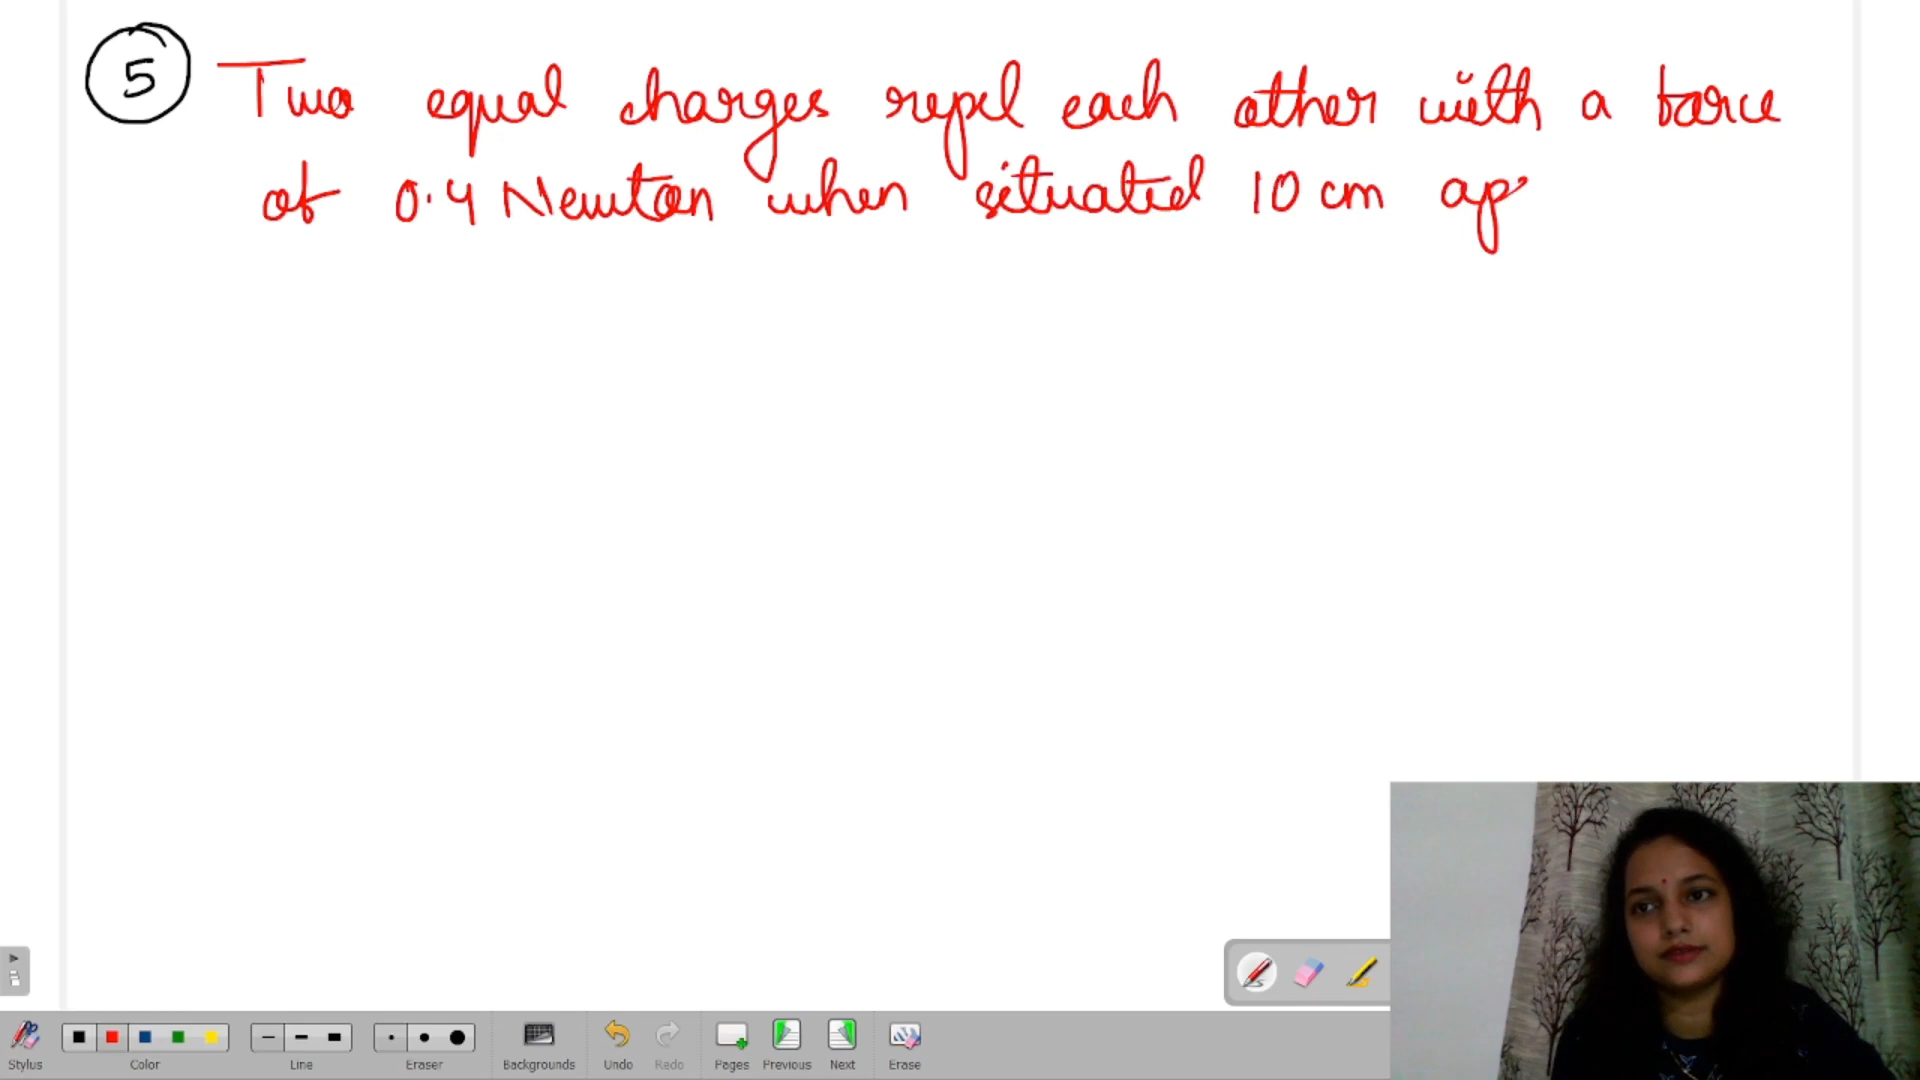 5 Two equal charges repel each other with a force
of 0.4 Newton when situated 10 cm ap
Stylus Color Line Eraser Backgrounds Undo Redo Pages Previous Next Erase